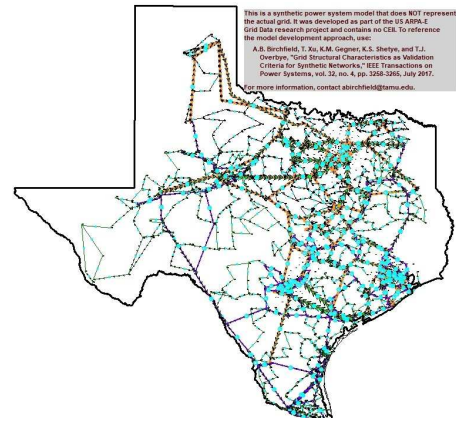 This is a synthetic power system model that does NOT represent
the actual grid. It was developed as part of the US ARPA-E
Grid Data research project and contains no CEII. To reference
the model development approach, use:
A.B. Birchfield, T. Xu, K.M. Gegner, K.S. Shetye, and T.J.
Overbye, "Grid Structural Characteristics as Validation
Criteria for Synthetic Networks," IEEE Transactions on
Power Systems, vol. 32, no. 4, pp. 3258-3265, July 2017.
For more information, contact abirchfield@tamu.edu.